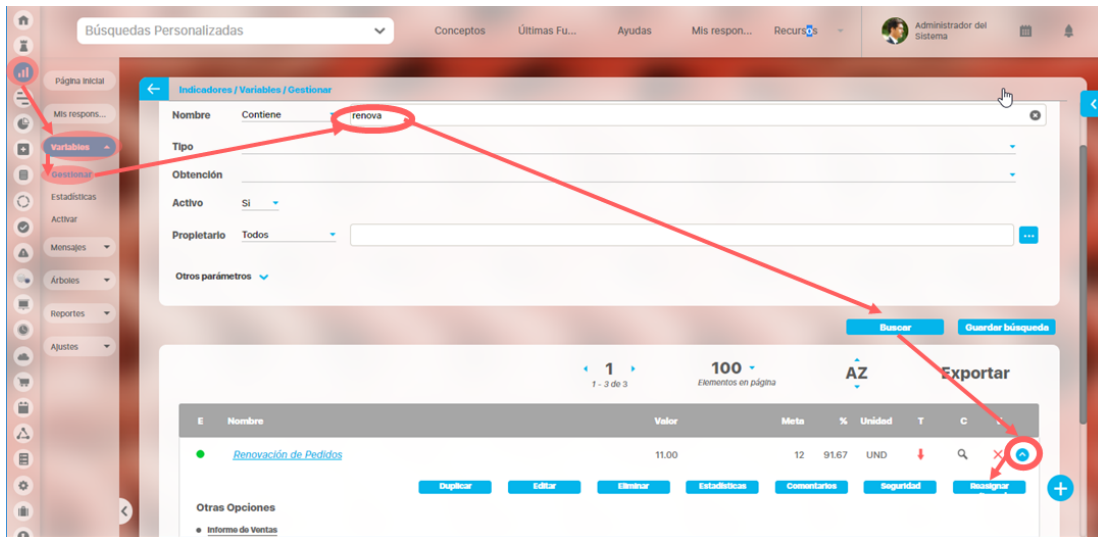 Búsquedas Personalizadas
Conceptos
Últimas Fu...
Ayudas
Mis respon...
Recursos
Administrador del
Sistema
Página Inicial
Mis respons...
Variables
Gestionar
Estadísticas
Activar
Mensajes
Árboles
Reportes
Ajustes
Indicadores / Variables / Gestionar
Nombre Contiene renova
Tipo
Obtención
Activo Si
Propietario Todos
...
Otros parámetros
Buscar Guardar búsqueda
1
1 - 3 de 3
100
Elementos en página
AZ
Exportar
E Nombre Valor Meta % Unidad T C
Renovación de Pedidos 11.00 12 91.67 UND
Duplicar Editar Eliminar Estadísticas Comentarios Seguridad Reasignar
Otras Opciones
Informe de Ventas